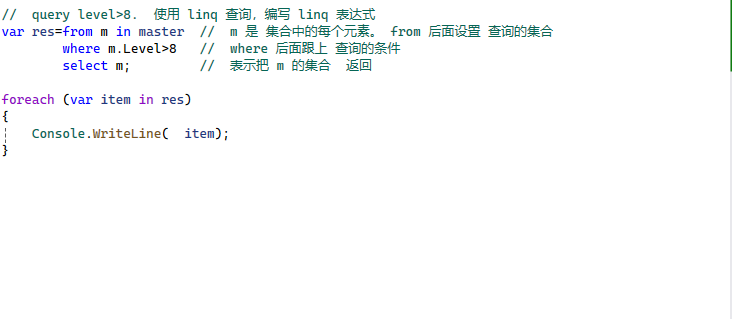 //  query level>8.  使用 linq 查询，编写 linq 表达式
var res=from m in master  //  m 是 集合中的每个元素。 from 后面设置 查询的集合
        where m.Level>8   //  where 后面跟上 查询的条件
        select m;         //  表示把 m 的集合  返回
foreach (var item in res)
{
    Console.WriteLine(  item);
}